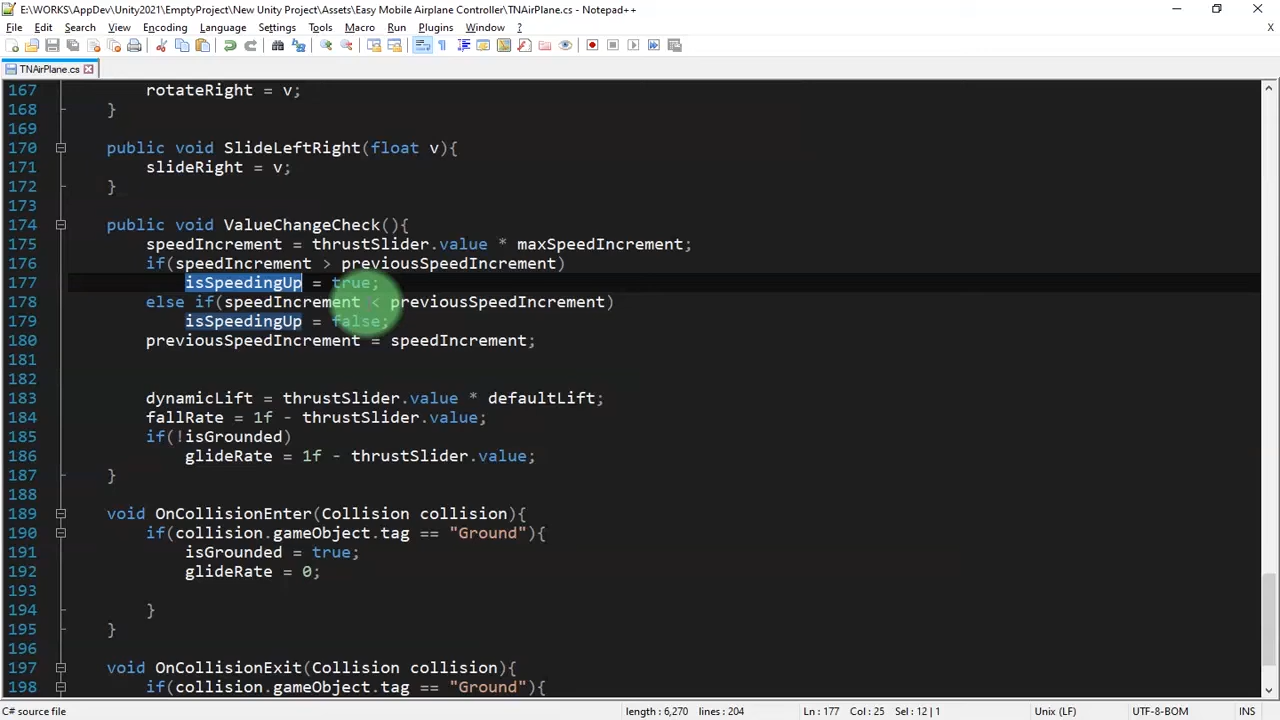 E:\WORKS\AppDev\Unity2021\EmptyProject\New Unity Project\Assets\Easy Mobile Airplane Controller\TNAirPlane.cs - Notepad++
File Edit Search View Encoding Language Settings Tools Macro Run Plugins Window ? X
TNAirPlane.cs
167 rotateRight = v;
168 }
169
170 public void SlideLeftRight(float v){
171 slideRight = v;
172 }
173
174 public void ValueChangeCheck(){
175 speedIncrement = thrustSlider.value * maxSpeedIncrement;
176 if(speedIncrement > previousSpeedIncrement)
177 isSpeedingUp = true;
178 else if(speedIncrement < previousSpeedIncrement)
179 isSpeedingUp = false;
180 previousSpeedIncrement = speedIncrement;
181
182
183 dynamicLift = thrustSlider.value * defaultLift;
184 fallRate = 1f - thrustSlider.value;
185 if(!isGrounded)
186 glideRate = 1f - thrustSlider.value;
187 }
188
189 void OnCollisionEnter(Collision collision){
190 if(collision.gameObject.tag == "Ground"){
191 isGrounded = true;
192 glideRate = 0;
193
194 }
195 }
196
197 void OnCollisionExit(Collision collision){
198 if(collision.gameObject.tag == "Ground"){
C# source file length : 6,270 lines : 204 Ln : 177 Col : 25 Sel : 12 | 1 Unix (LF) UTF-8-BOM INS